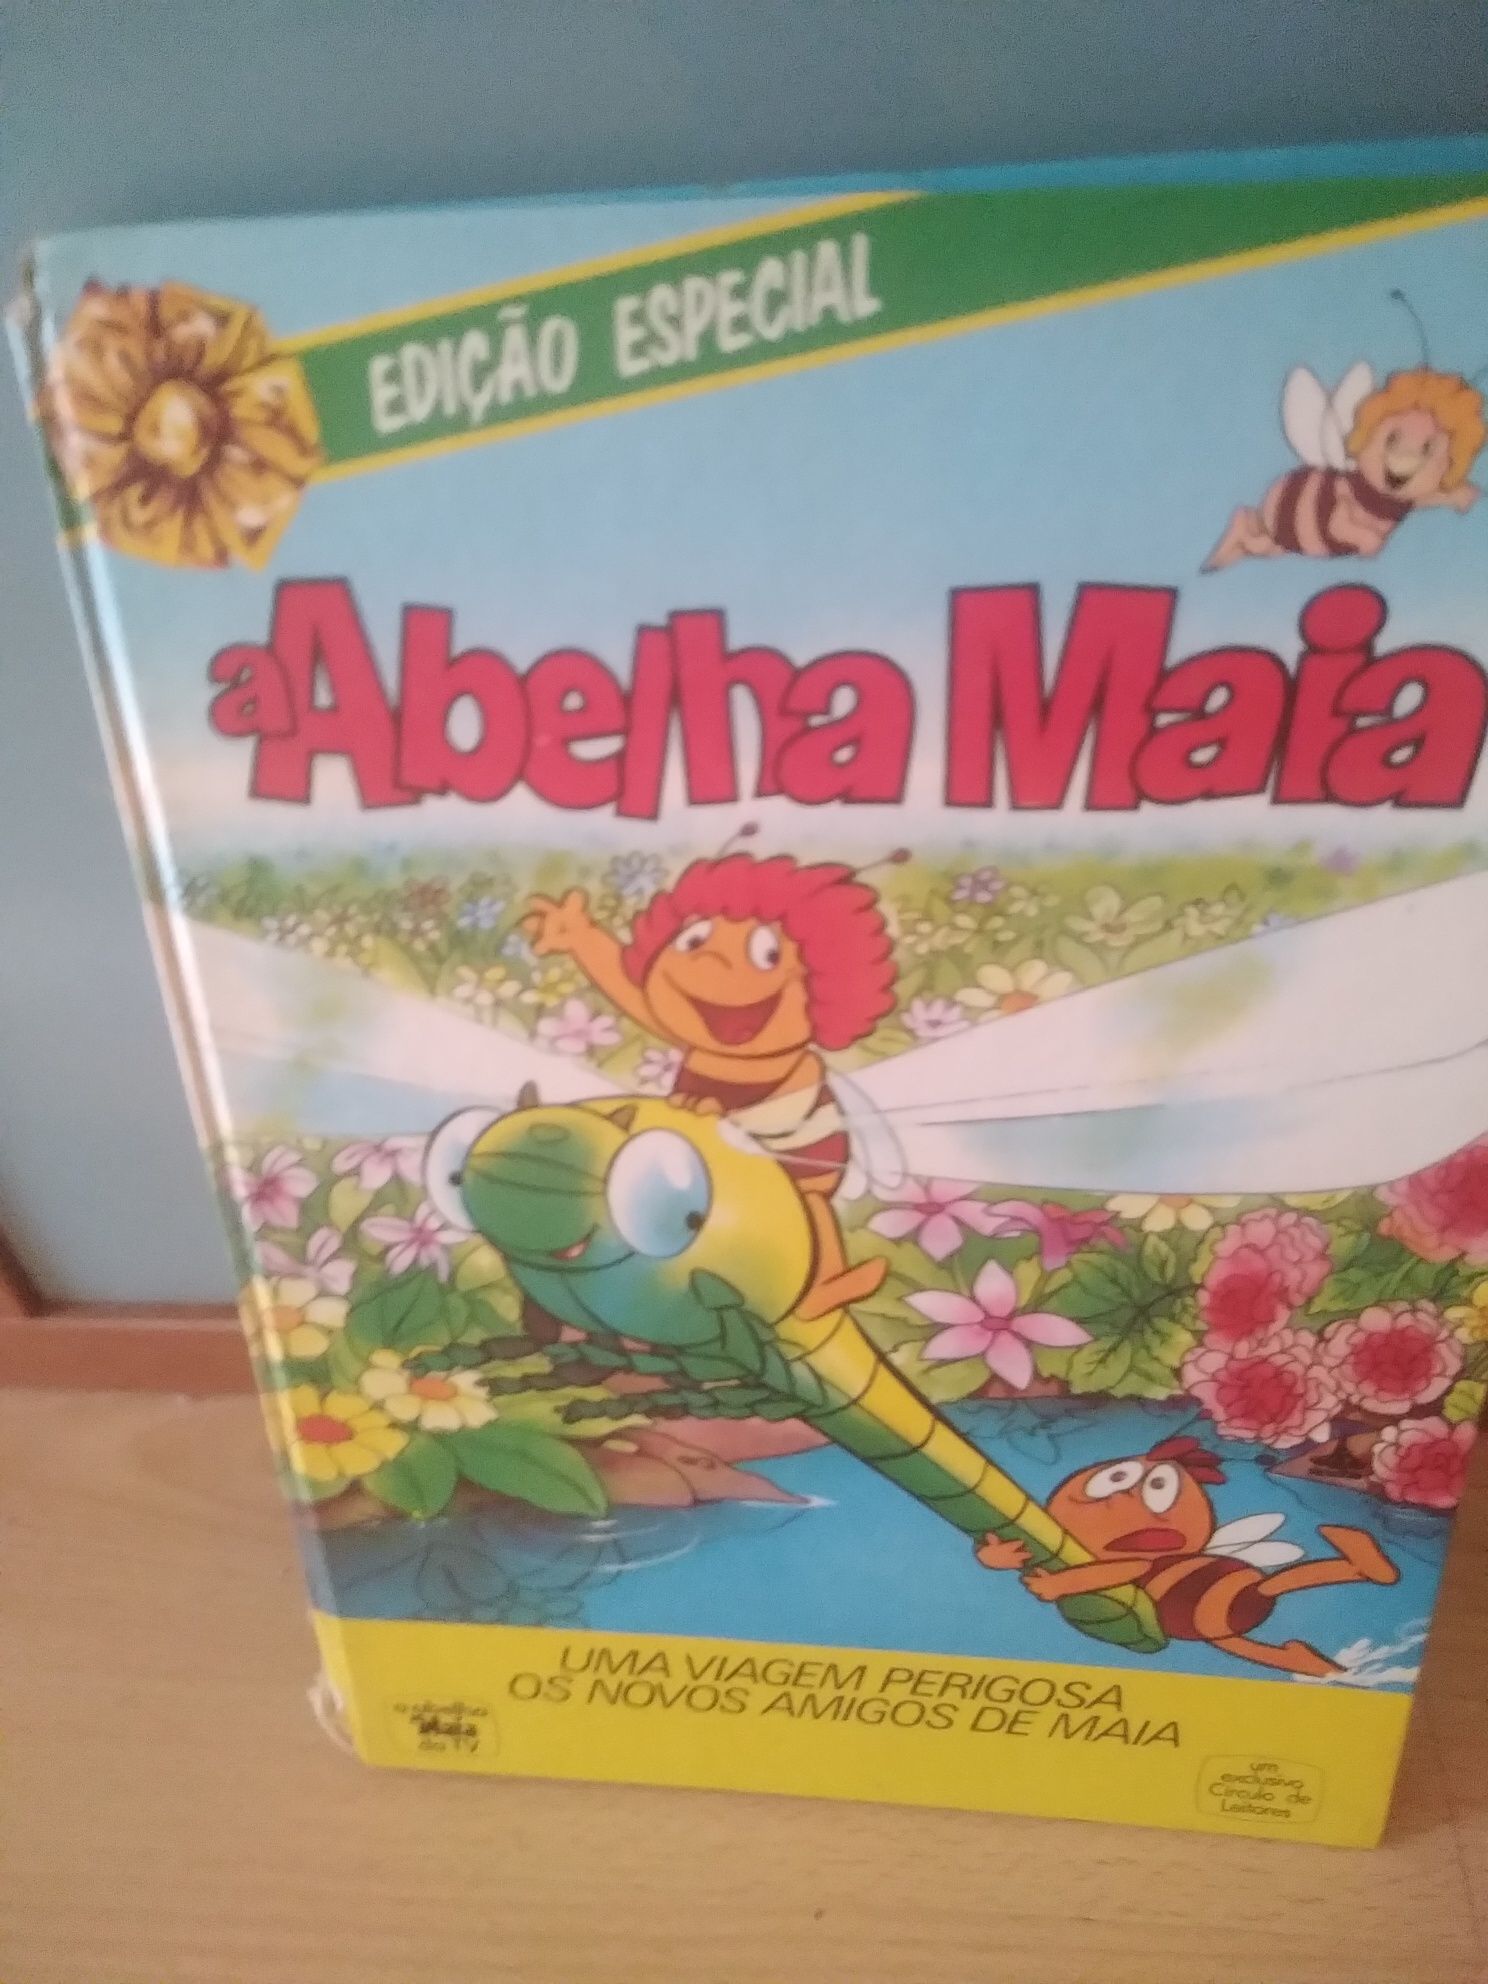 EDIÇÃO ESPECIAL
a Abelha Maia
UMA VIAGEM PERIGOSA
OS NOVOS AMIGOS DE MAIA
a abelha
Maia
da TV
um
exclusivo
Círculo de
Leitores